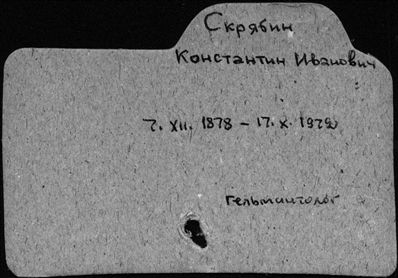 Скрябин
Константин Иванович
7. XII. 1878 – 17. X. 1972
Гельминтолог